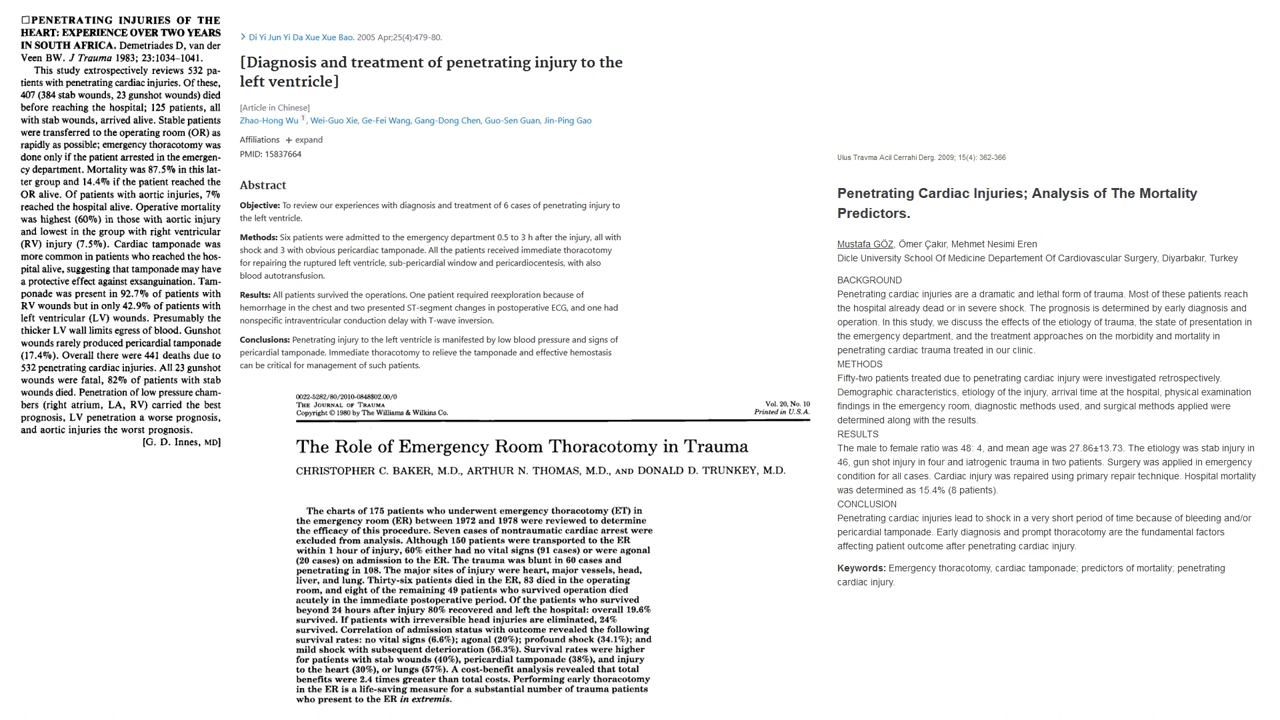 ☐PENETRATING INJURIES OF THE
HEART: EXPERIENCE OVER TWO YEARS
IN SOUTH AFRICA. Demetriades D, van der
Veen BW. J Trauma 1983; 23:1034–1041.
This study extrospectively reviews 532 pa-
tients with penetrating cardiac injuries. Of these,
407 (384 stab wounds, 23 gunshot wounds) died
before reaching the hospital; 125 patients, all
with stab wounds, arrived alive. Stable patients
were transferred to the operating room (OR) as
rapidly as possible; emergency thoracotomy was
done only if the patient arrested in the emergen-
cy department. Mortality was 87.5% in this lat-
ter group and 14.4% if the patient reached the
OR alive. Of patients with aortic injuries, 7%
reached the hospital alive. Operative mortality
was highest (60%) in those with aortic injury
and lowest in the group with right ventricular
(RV) injury (7.5%). Cardiac tamponade was
more common in patients who reached the hos-
pital alive, suggesting that tamponade may have
a protective effect against exsanguination. Tam-
ponade was present in 92.7% of patients with
RV wounds but in only 42.9% of patients with
left ventricular (LV) wounds. Presumably the
thicker LV wall limits egress of blood. Gunshot
wounds rarely produced pericardial tamponade
(17.4%). Overall there were 441 deaths due to
532 penetrating cardiac injuries. All 23 gunshot
wounds were fatal, 82% of patients with stab
wounds died. Penetration of low pressure cham-
bers (right atrium, LA, RV) carried the best
prognosis, LV penetration a worse prognosis,
and aortic injuries the worst prognosis.
[G. D. Innes, MD]
> Di Yi Jun Yi Da Xue Xue Bao. 2005 Apr;25(4):479-80.
[Diagnosis and treatment of penetrating injury to the
left ventricle]
[Article in Chinese]
Zhao-Hong Wu 1, Wei-Guo Xie, Ge-Fei Wang, Gang-Dong Chen, Guo-Sen Guan, Jin-Ping Gao
Affiliations + expand
PMID: 15837664
Abstract
Objective: To review our experiences with diagnosis and treatment of 6 cases of penetrating injury to
the left ventricle.
Methods: Six patients were admitted to the emergency department 0.5 to 3 h after the injury, all with
shock and 3 with obvious pericardiac tamponade. All the patients received immediate thoracotomy
for repairing the ruptured left ventricle, sub-pericardial window and pericardiocentesis, with also
blood autotransfusion.
Results: All patients survived the operations. One patient required reexploration because of
hemorrhage in the chest and two presented ST-segment changes in postoperative ECG, and one had
nonspecific intraventricular conduction delay with T-wave inversion.
Conclusions: Penetrating injury to the left ventricle is manifested by low blood pressure and signs of
pericardial tamponade. Immediate thoracotomy to relieve the tamponade and effective hemostasis
can be critical for management of such patients.
0022-5282/80/2010-0848$02.00/0
THE JOURNAL OF TRAUMA
Copyright © 1980 by The Williams & Wilkins Co.
Vol. 20, No. 10
Printed in U.S.A.
The Role of Emergency Room Thoracotomy in Trauma
CHRISTOPHER C. BAKER, M.D., ARTHUR N. THOMAS, M.D., AND DONALD D. TRUNKEY, M.D.
The charts of 175 patients who underwent emergency thoracotomy (ET) in
the emergency room (ER) between 1972 and 1978 were reviewed to determine
the efficacy of this procedure. Seven cases of nontraumatic cardiac arrest were
excluded from analysis. Although 150 patients were transported to the ER
within 1 hour of injury, 60% either had no vital signs (91 cases) or were agonal
(20 cases) on admission to the ER. The trauma was blunt in 60 cases and
penetrating in 108. The major sites of injury were heart, major vessels, head,
liver, and lung. Thirty-six patients died in the ER, 83 died in the operating
room, and eight of the remaining 49 patients who survived operation died
acutely in the immediate postoperative period. Of the patients who survived
beyond 24 hours after injury 80% recovered and left the hospital: overall 19.6%
survived. If patients with irreversible head injuries are eliminated, 24%
survived. Correlation of admission status with outcome revealed the following
survival rates: no vital signs (6.6%); agonal (20%); profound shock (34.1%); and
mild shock with subsequent deterioration (56.3%). Survival rates were higher
for patients with stab wounds (40%), pericardial tamponade (38%), and injury
to the heart (30%), or lungs (57%). A cost-benefit analysis revealed that total
benefits were 2.4 times greater than total costs. Performing early thoracotomy
in the ER is a life-saving measure for a substantial number of trauma patients
who present to the ER in extremis.
Ulus Travma Acil Cerrahi Derg. 2009; 15(4): 362-366
Penetrating Cardiac Injuries; Analysis of The Mortality
Predictors.
Mustafa GÖZ, Ömer Çakır, Mehmet Nesimi Eren
Dicle University School Of Medicine Departement Of Cardiovascular Surgery, Diyarbakır, Turkey
BACKGROUND
Penetrating cardiac injuries are a dramatic and lethal form of trauma. Most of these patients reach
the hospital already dead or in severe shock. The prognosis is determined by early diagnosis and
operation. In this study, we discuss the effects of the etiology of trauma, the state of presentation in
the emergency department, and the treatment approaches on the morbidity and mortality in
penetrating cardiac trauma treated in our clinic.
METHODS
Fifty-two patients treated due to penetrating cardiac injury were investigated retrospectively.
Demographic characteristics, etiology of the injury, arrival time at the hospital, physical examination
findings in the emergency room, diagnostic methods used, and surgical methods applied were
determined along with the results.
RESULTS
The male to female ratio was 48: 4, and mean age was 27.86±13.73. The etiology was stab injury in
46, gun shot injury in four and iatrogenic trauma in two patients. Surgery was applied in emergency
condition for all cases. Cardiac injury was repaired using primary repair technique. Hospital mortality
was determined as 15.4% (8 patients).
CONCLUSION
Penetrating cardiac injuries lead to shock in a very short period of time because of bleeding and/or
pericardial tamponade. Early diagnosis and prompt thoracotomy are the fundamental factors
affecting patient outcome after penetrating cardiac injury.
Keywords: Emergency thoracotomy, cardiac tamponade; predictors of mortality; penetrating
cardiac injury.